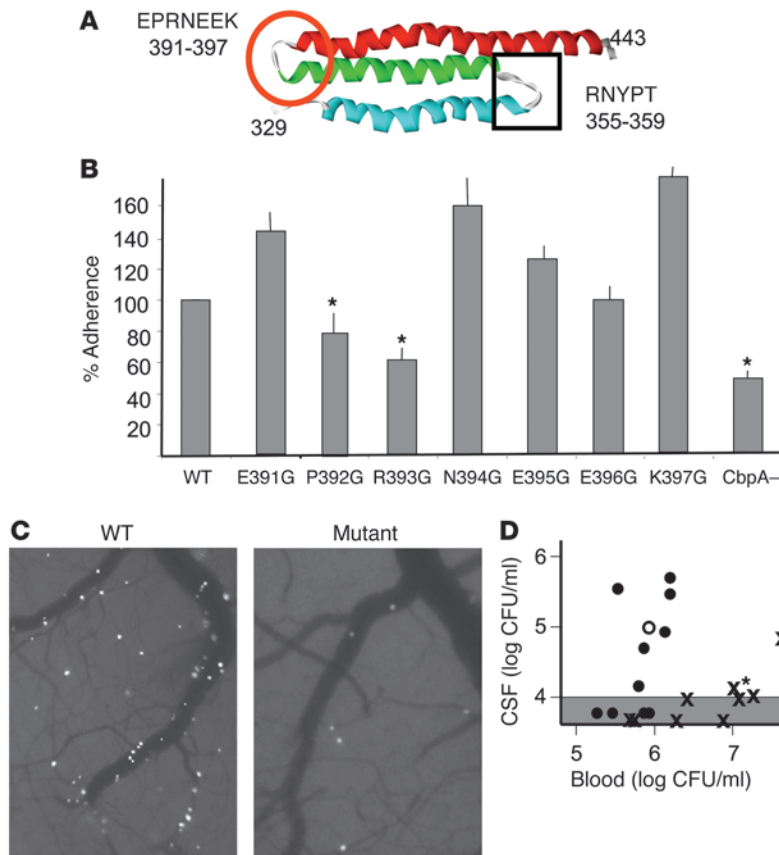 A
EPRNEEK
391-397
443
329
RNYPT
355-359
B
% Adherence
160
140
120
100
80
60
40
20
*
*
*
WT
E391G
P392G
R393G
N394G
E395G
E396G
K397G
CbpA–
C
WT
Mutant
D
CSF (log CFU/ml)
6
5
4
*
5
6
7
Blood (log CFU/ml)